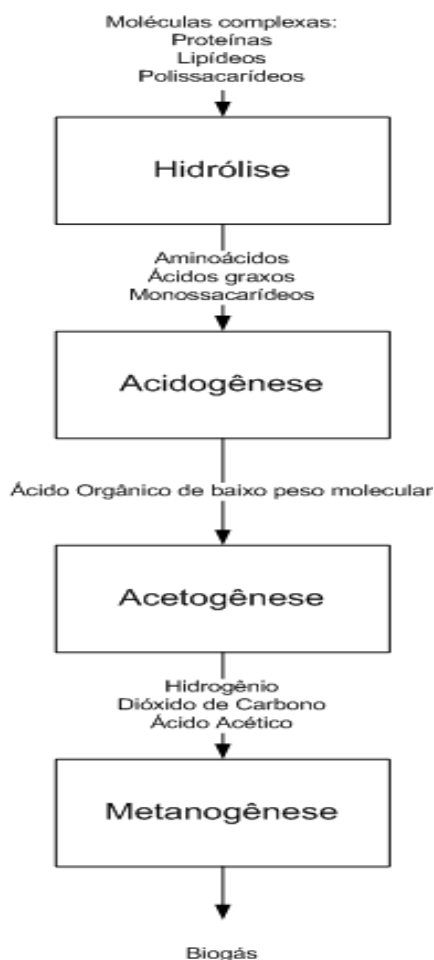 Moléculas complexas:
Proteínas
Lipídeos
Polissacarídeos
Hidrólise
Aminoácidos
Ácidos graxos
Monossacarídeos
Acidogênese
Ácido Orgânico de baixo peso molecular
Acetogênese
Hidrogênio
Dióxido de Carbono
Ácido Acético
Metanogênese
Biogás